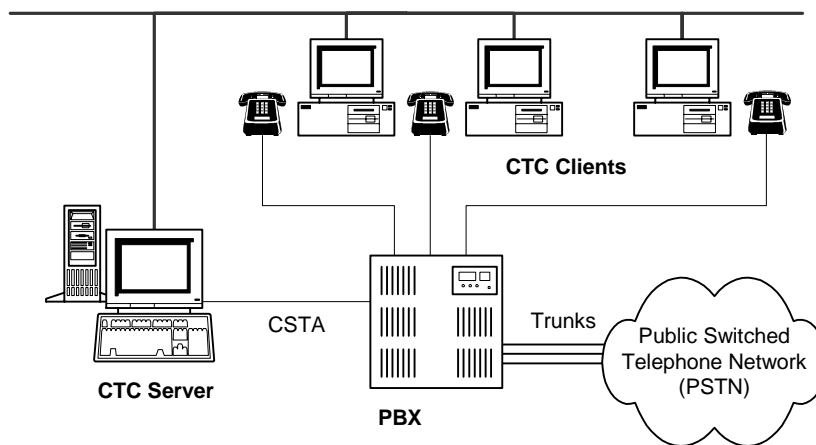 CTC Clients
CSTA
Trunks
Public Switched
Telephone Network
(PSTN)
CTC Server
PBX